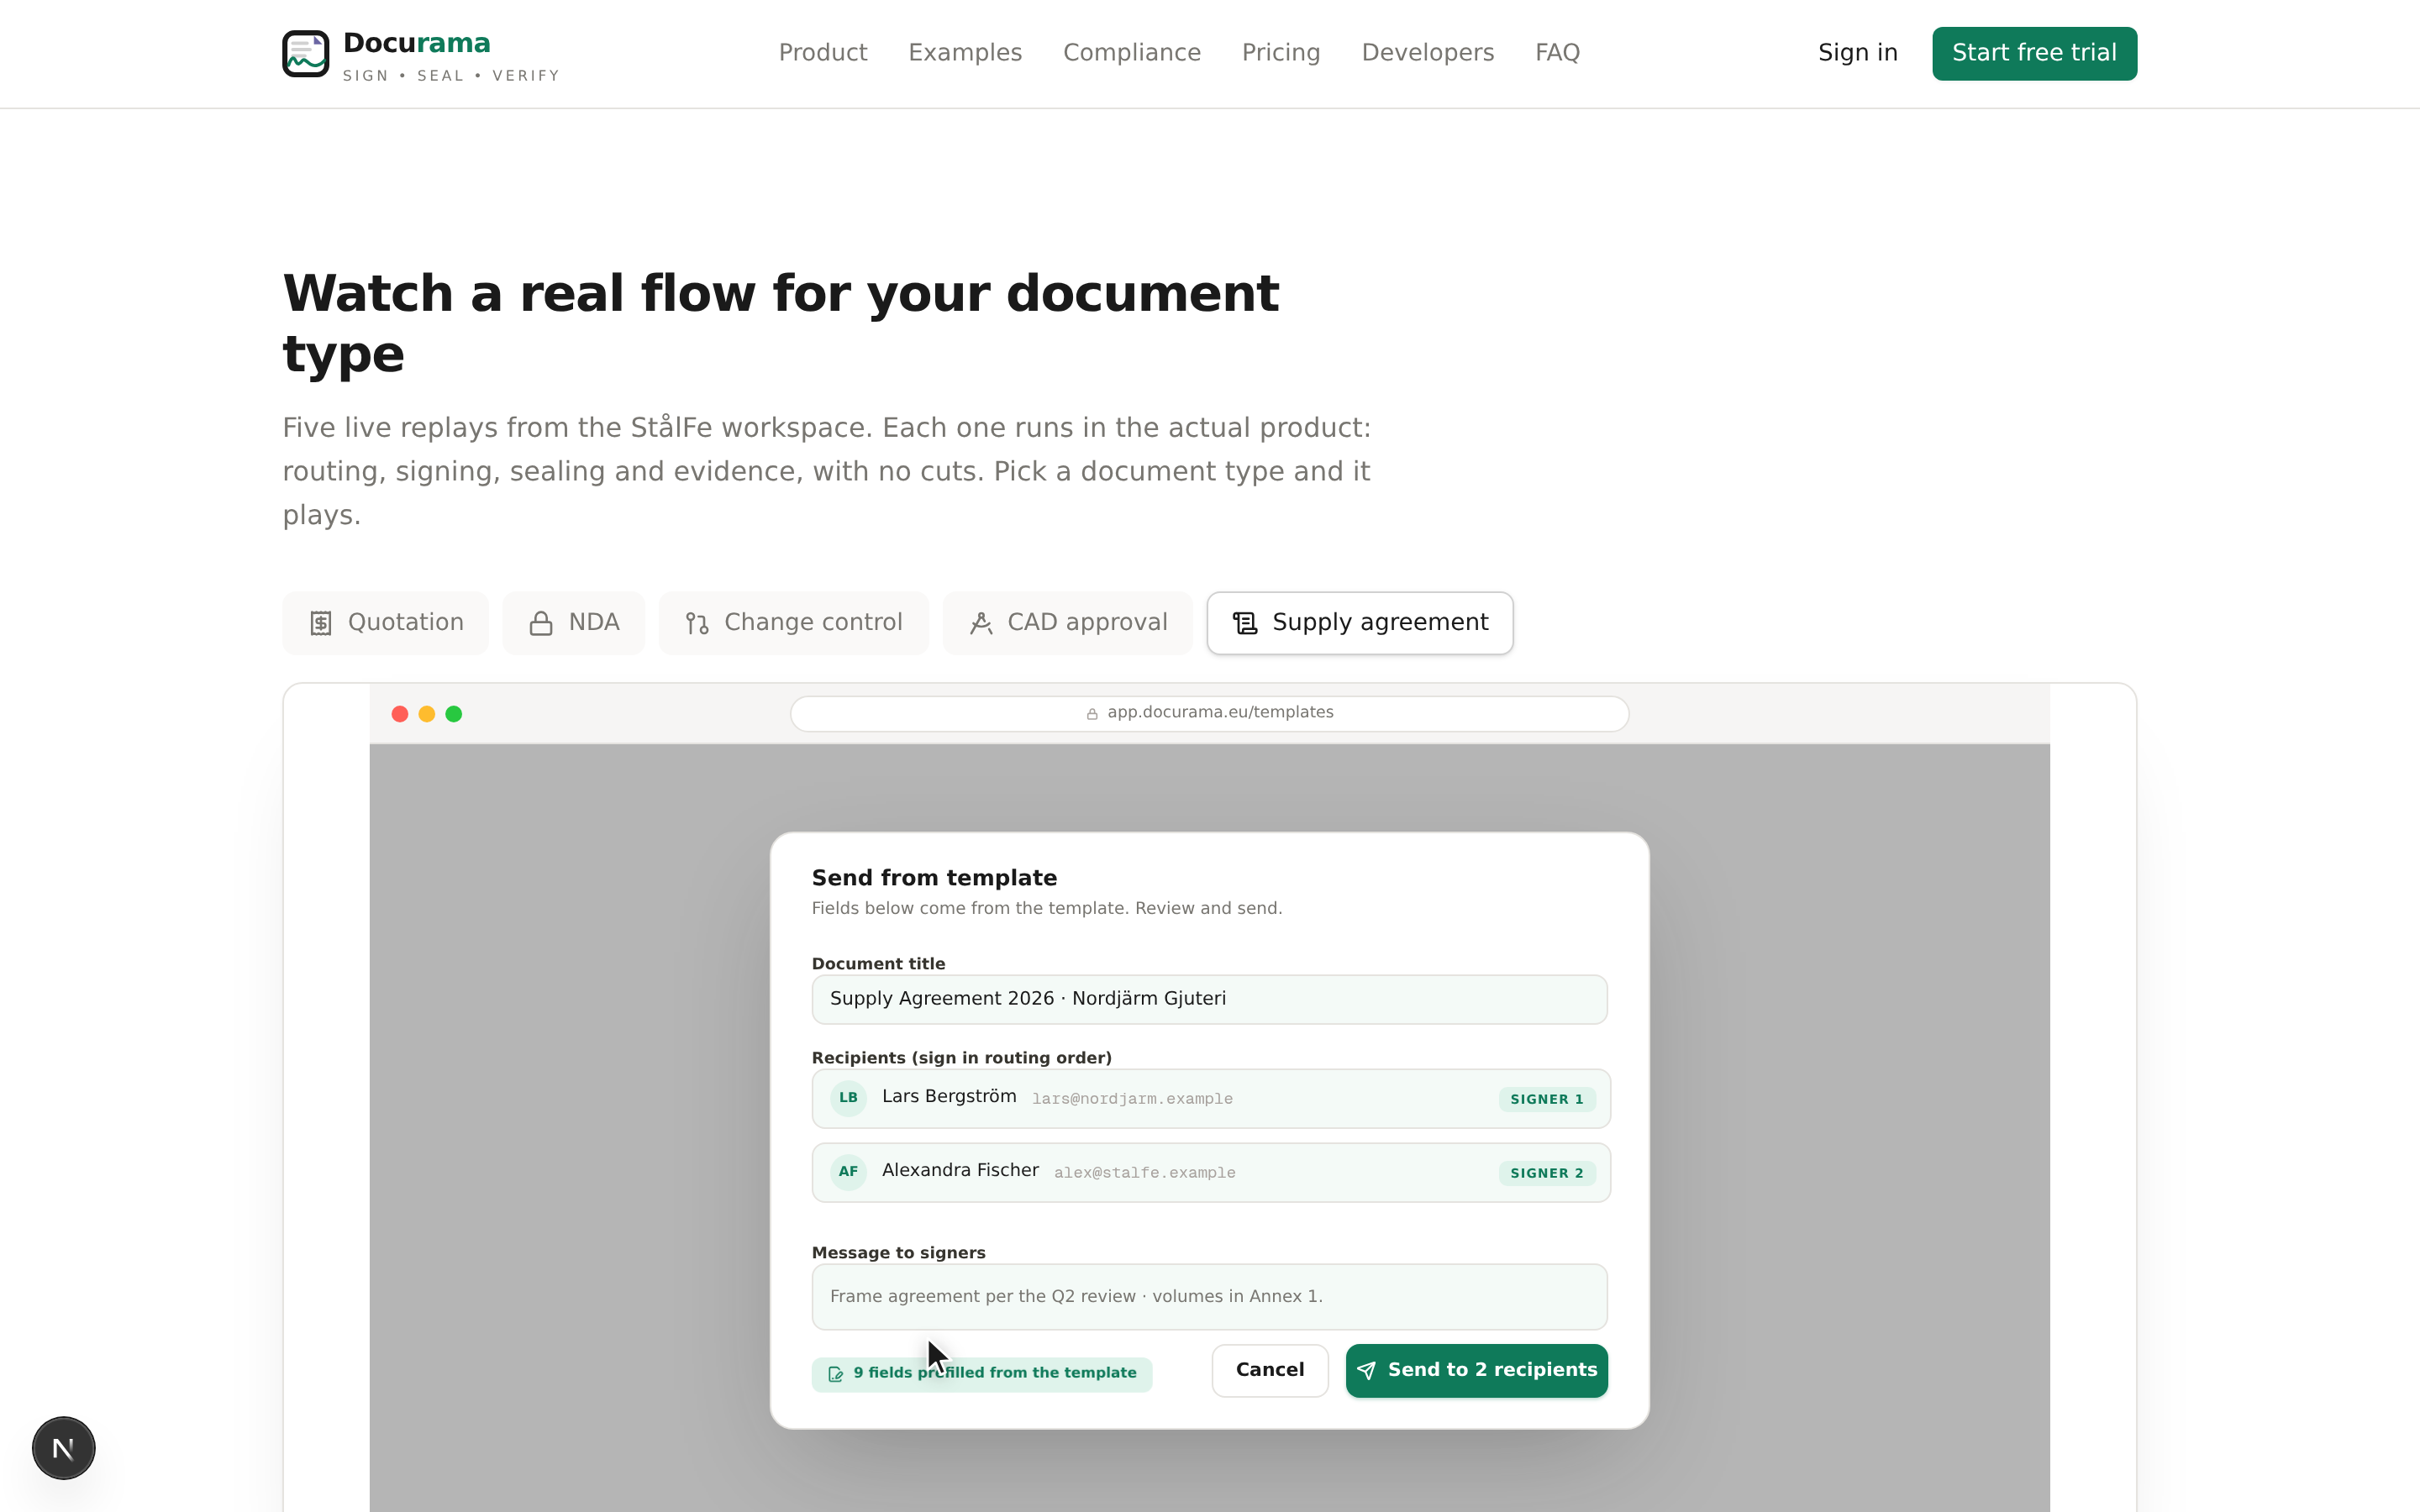 Docurama
SIGN • SEAL • VERIFY
Product
Examples
Compliance
Pricing
Developers
FAQ
Sign in
Start free trial
Watch a real flow for your document
type
Five live replays from the StålFe workspace. Each one runs in the actual product:
routing, signing, sealing and evidence, with no cuts. Pick a document type and it
plays.
Quotation
NDA
Change control
CAD approval
Supply agreement
app.docurama.eu/templates
Send from template
Fields below come from the template. Review and send.
Document title
Supply Agreement 2026 · Nordjärm Gjuteri
Recipients (sign in routing order)
LB Lars Bergström lars@nordjarm.example SIGNER 1
AF Alexandra Fischer alex@stalfe.example SIGNER 2
Message to signers
Frame agreement per the Q2 review · volumes in Annex 1.
9 fields prefilled from the template
Cancel
Send to 2 recipients
N